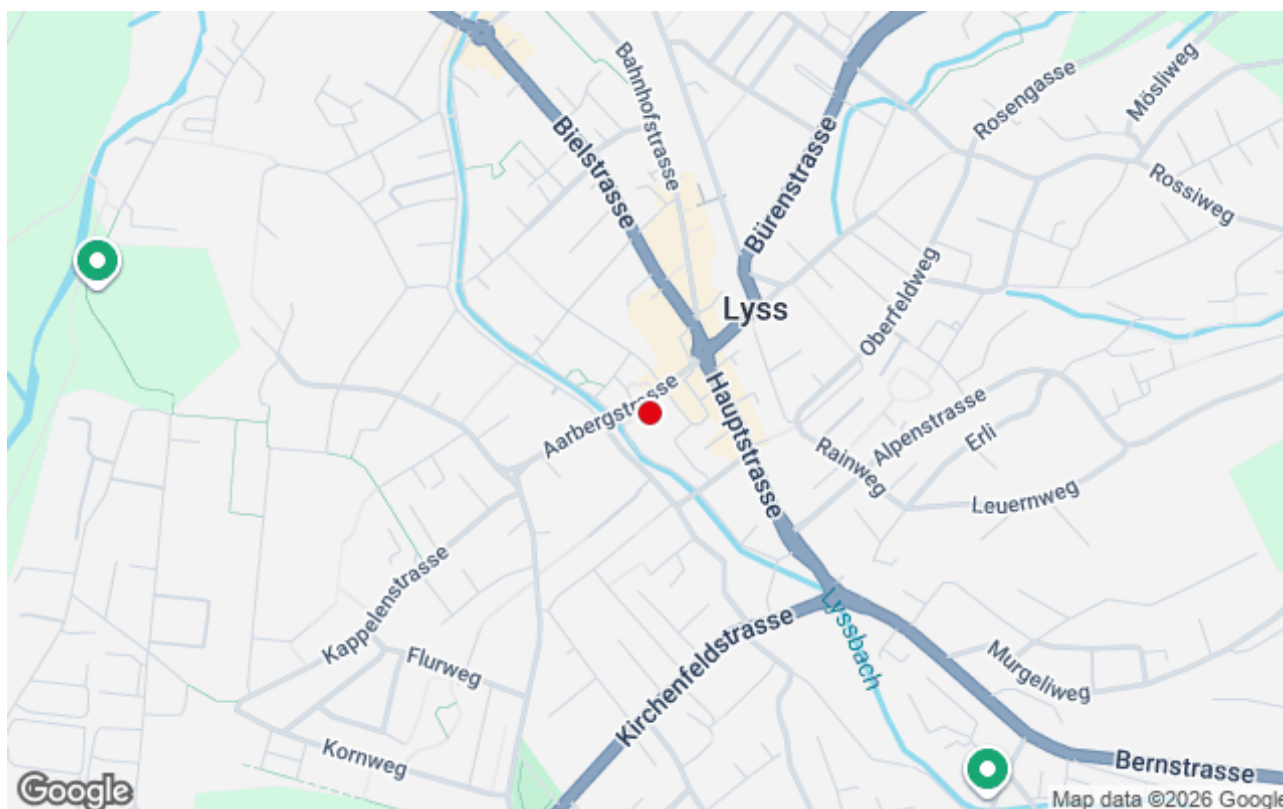 Bahnhofstrasse
Bielstrasse
Bürenstrasse
Rosengasse
Mösliweg
Rossiweg
Oberfeldweg
Lyss
Aarbergstrasse
Hauptstrasse
Alpenstrasse
Erli
Rainweg
Leuernweg
Kappelenstrasse
Flurweg
Kornweg
Kirchenfeldstrasse
Lyssbach
Murgeliweg
Bernstrasse
Google
Map data ©2026 Google